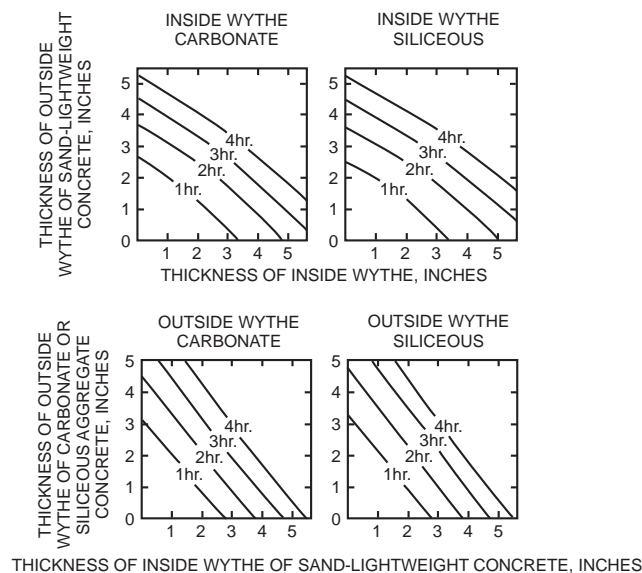 INSIDE WYTHE
CARBONATE
INSIDE WYTHE
SILICEOUS
THICKNESS OF OUTSIDE
WYTHE OF SAND-LIGHTWEIGHT
CONCRETE, INCHES
5
4
3
2
1
0
4hr.
3hr.
2hr.
1hr.
1 2 3 4 5
5
4
3
2
1
0
4hr.
3hr.
2hr.
1hr.
1 2 3 4 5
THICKNESS OF INSIDE WYTHE, INCHES
OUTSIDE WYTHE
CARBONATE
OUTSIDE WYTHE
SILICEOUS
THICKNESS OF OUTSIDE
WYTHE OF CARBONATE OR
SILICEOUS AGGREGATE
CONCRETE, INCHES
5
4
3
2
1
0
4hr.
3hr.
2hr.
1hr.
1 2 3 4 5
5
4
3
2
1
0
4hr.
3hr.
2hr.
1hr.
1 2 3 4 5
THICKNESS OF INSIDE WYTHE OF SAND-LIGHTWEIGHT CONCRETE, INCHES